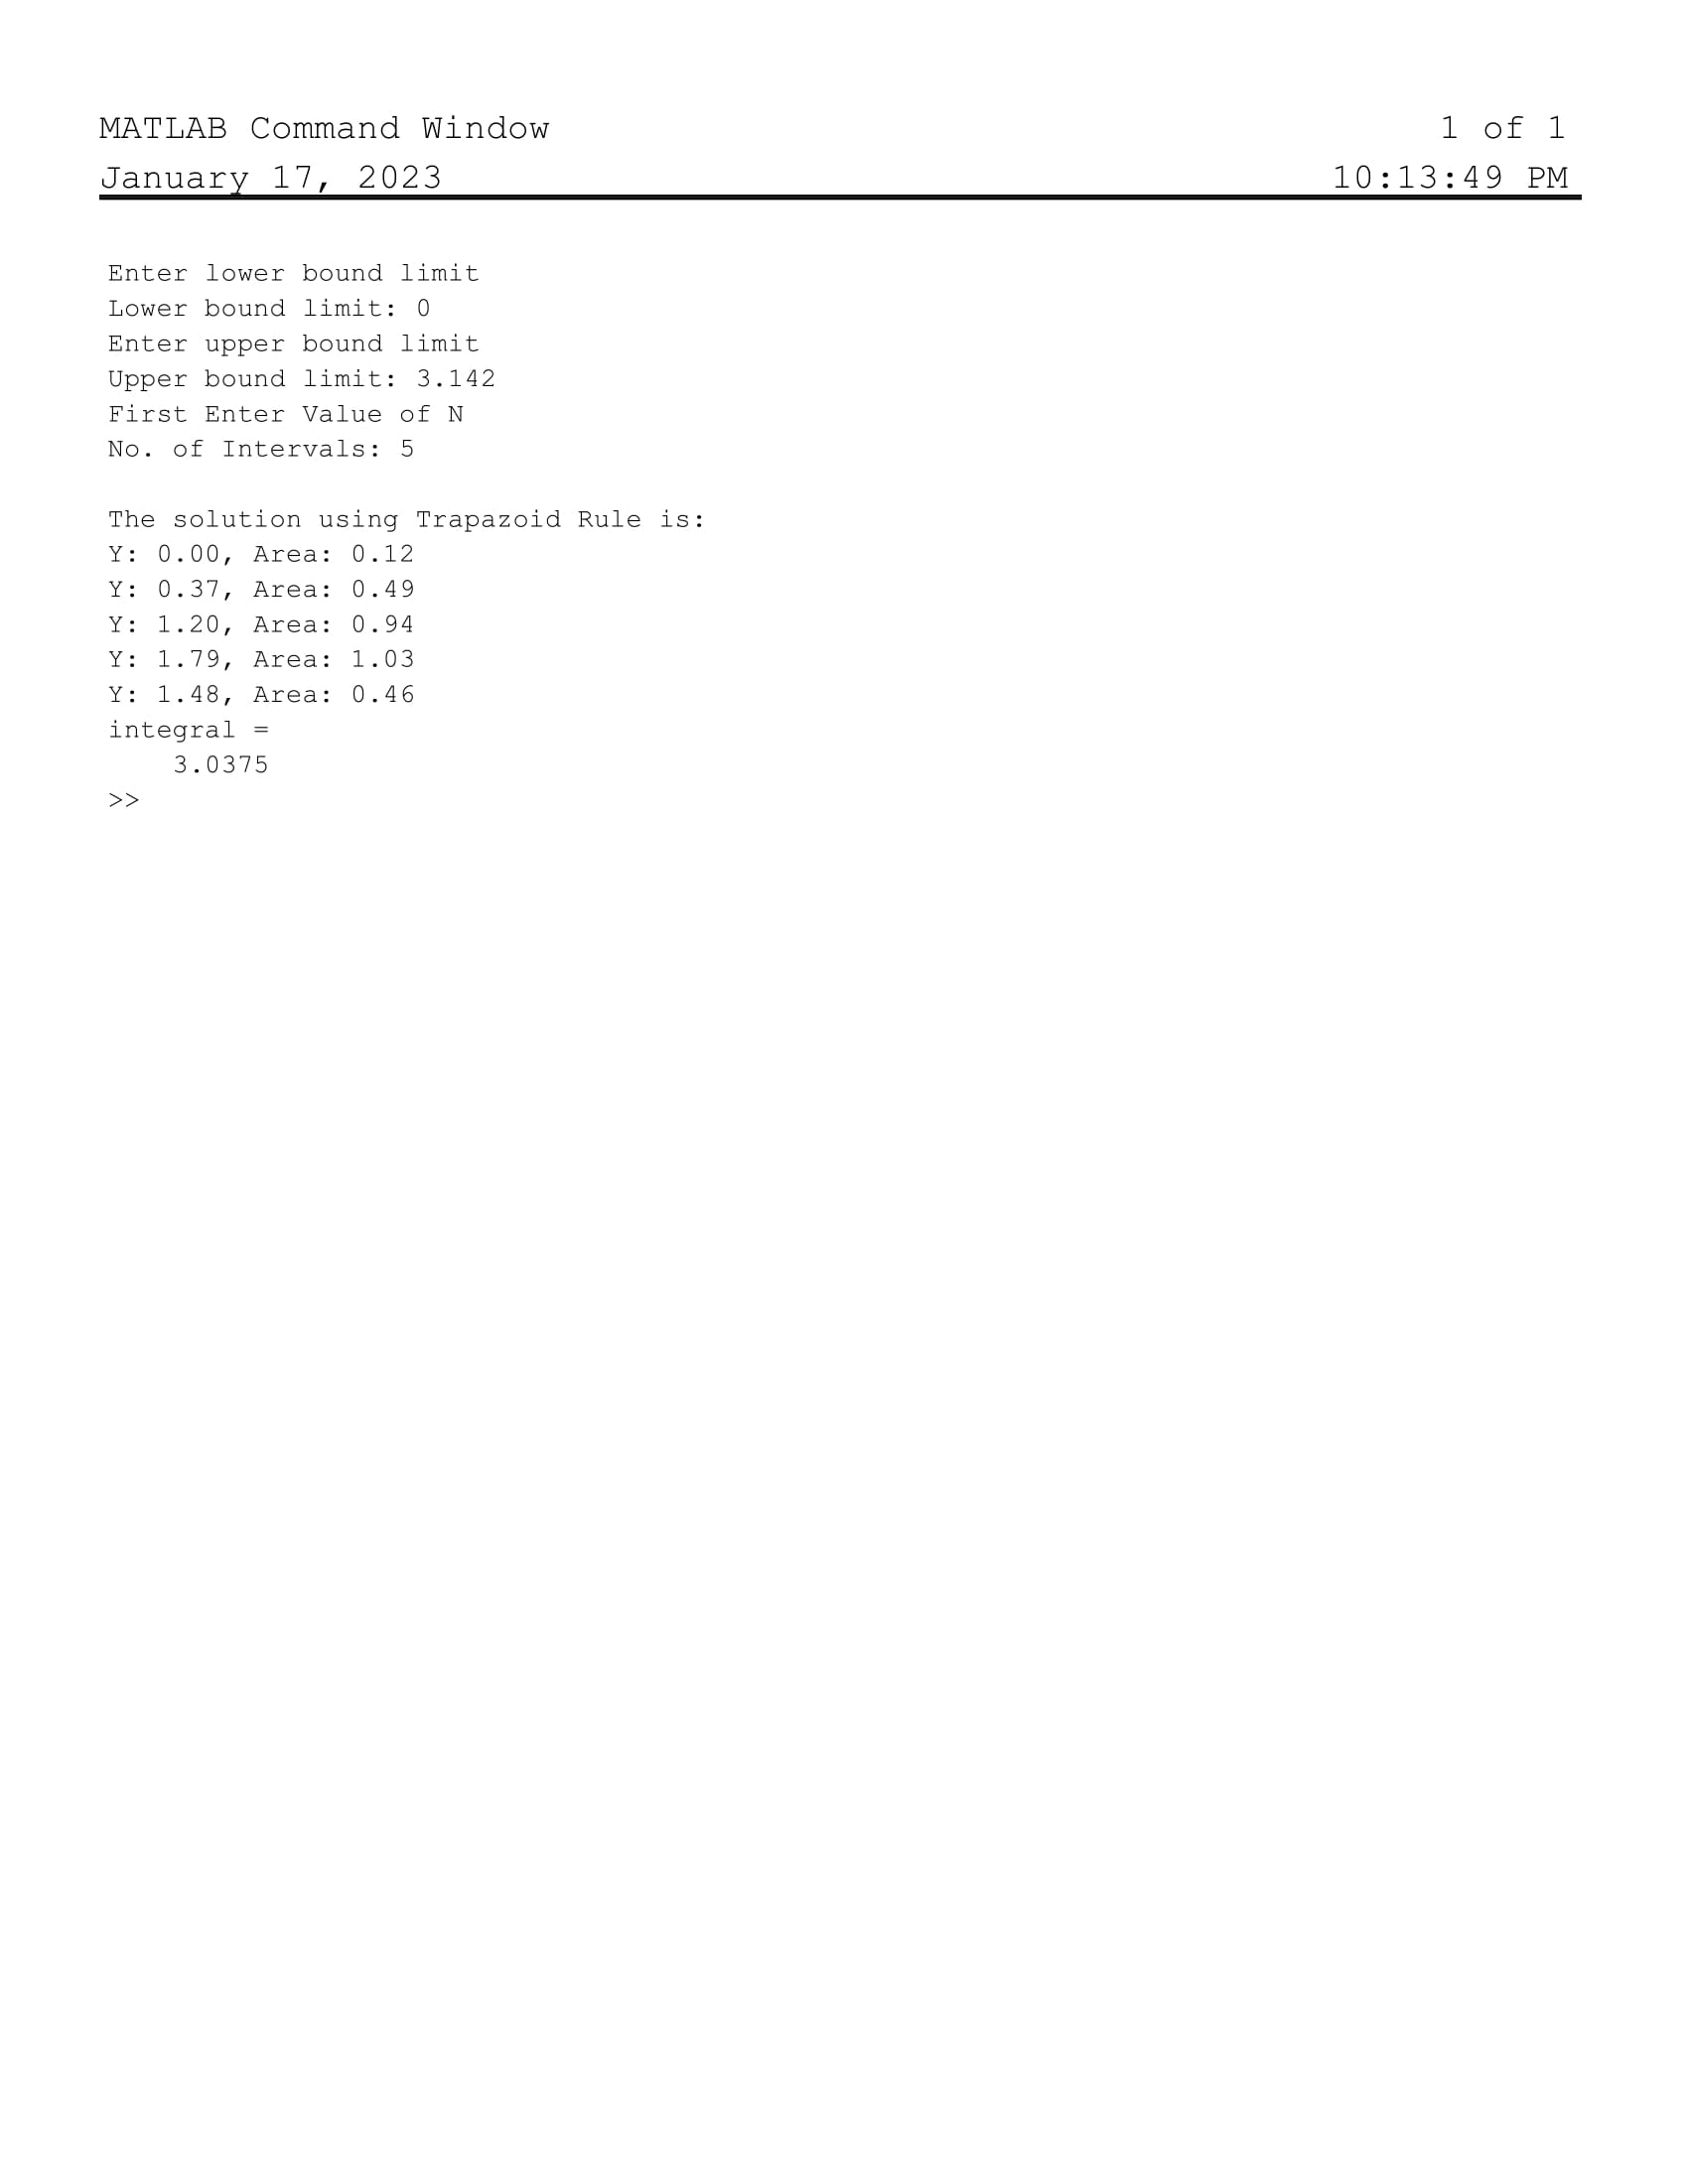 MATLAB Command Window 1 of 1
January 17, 2023 10:13:49 PM
Enter lower bound limit
Lower bound limit: 0
Enter upper bound limit
Upper bound limit: 3.142
First Enter Value of N
No. of Intervals: 5
The solution using Trapazoid Rule is:
Y: 0.00, Area: 0.12
Y: 0.37, Area: 0.49
Y: 1.20, Area: 0.94
Y: 1.79, Area: 1.03
Y: 1.48, Area: 0.46
integral =
3.0375
>>